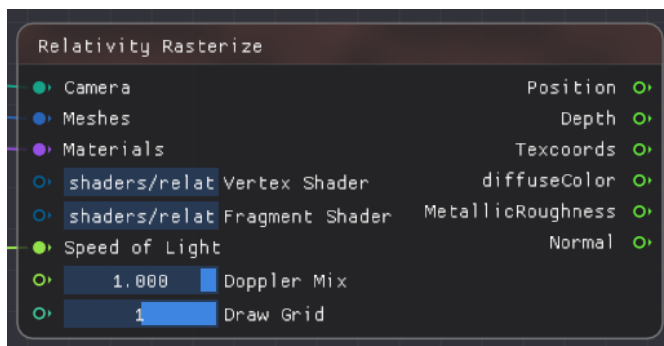 Relativity Rasterize
Camera Position
Meshes Depth
Materials Texcoords
shaders/relat Vertex Shader diffuseColor
shaders/relat Fragment Shader MetallicRoughness
Speed of Light Normal
1.000 Doppler Mix
1 Draw Grid